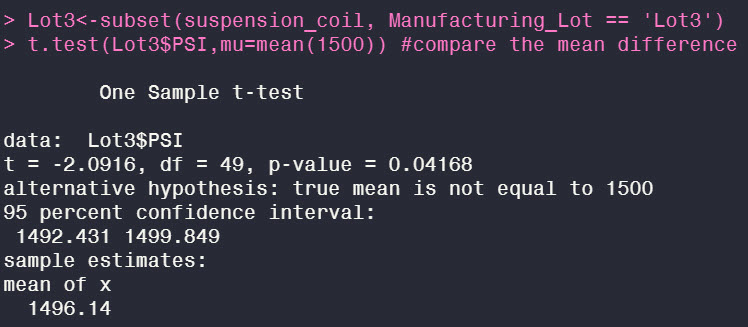 > Lot3<-subset(suspension_coil, Manufacturing_Lot == 'Lot3')
> t.test(Lot3$PSI,mu=mean(1500)) #compare the mean difference
One Sample t-test
data:  Lot3$PSI
t = -2.0916, df = 49, p-value = 0.04168
alternative hypothesis: true mean is not equal to 1500
95 percent confidence interval:
1492.431 1499.849
sample estimates:
mean of x
1496.14